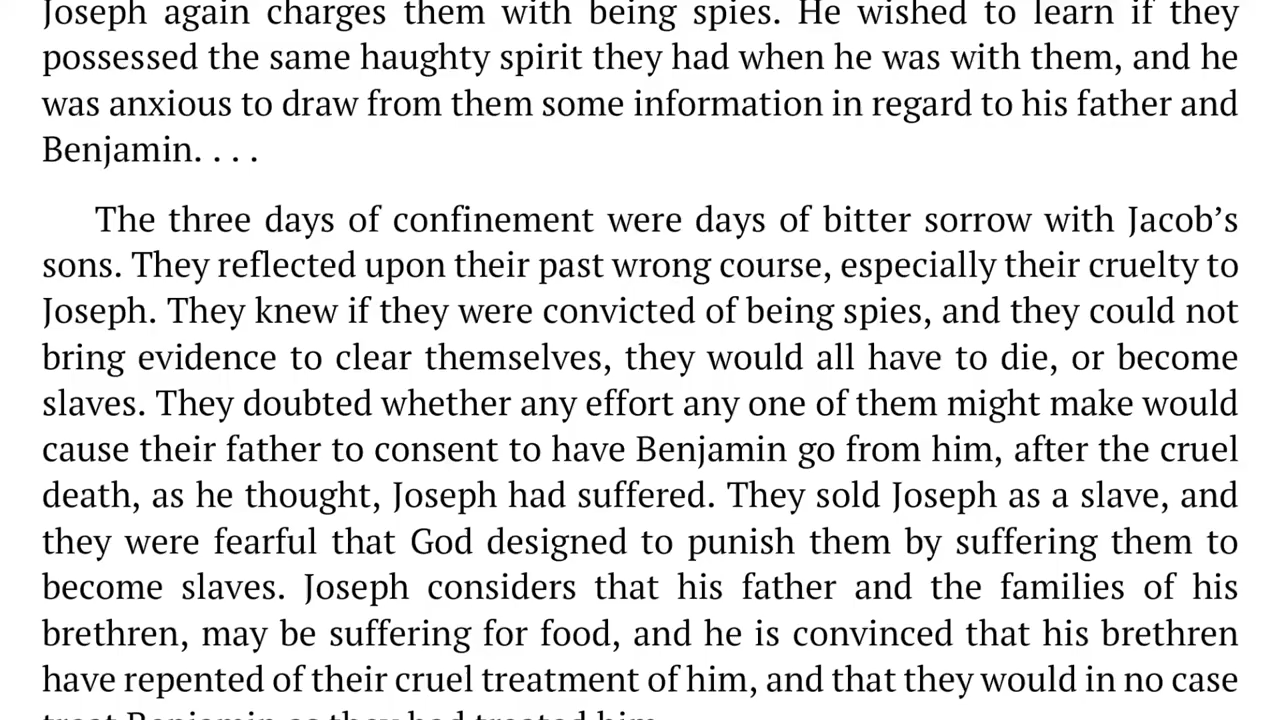 Joseph again charges them with being spies. He wished to learn if they
possessed the same haughty spirit they had when he was with them, and he
was anxious to draw from them some information in regard to his father and
Benjamin. . . .
The three days of confinement were days of bitter sorrow with Jacob’s
sons. They reflected upon their past wrong course, especially their cruelty to
Joseph. They knew if they were convicted of being spies, and they could not
bring evidence to clear themselves, they would all have to die, or become
slaves. They doubted whether any effort any one of them might make would
cause their father to consent to have Benjamin go from him, after the cruel
death, as he thought, Joseph had suffered. They sold Joseph as a slave, and
they were fearful that God designed to punish them by suffering them to
become slaves. Joseph considers that his father and the families of his
brethren, may be suffering for food, and he is convinced that his brethren
have repented of their cruel treatment of him, and that they would in no case
treat Benjamin as they had treated him.